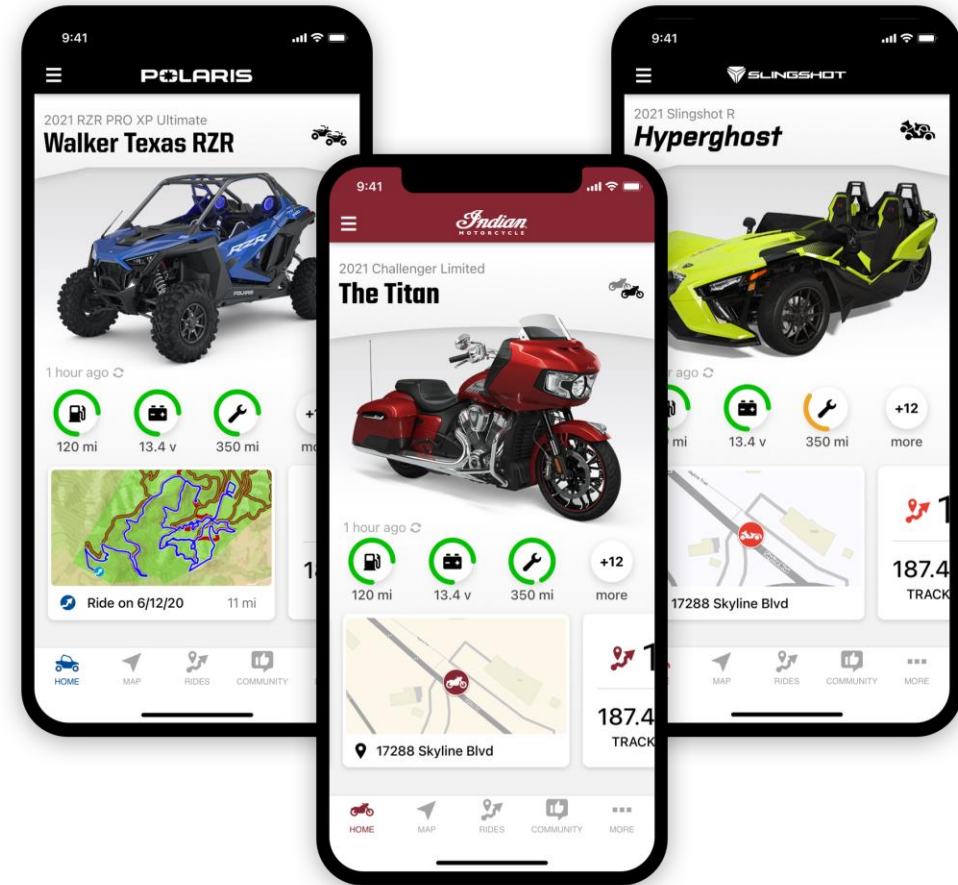 9:41
POLARIS
2021 RZR PRO XP Ultimate
Walker Texas RZR
RZR
POLARIS
1 hour ago
120 mi
13.4 v
350 mi
Ride on 6/12/20
11 mi
HOME
MAP
RIDES
COMMUNITY
9:41
Indian
MOTORCYCLE
2021 Challenger Limited
The Titan
1 hour ago
+12
120 mi
13.4 v
350 mi
more
17288 Skyline Blvd
187.4
TRACK
HOME
MAP
RIDES
COMMUNITY
MORE
9:41
SLINGSHOT
2021 Slingshot R
Hyperghost
ago
+12
mi
13.4 v
350 mi
more
17288 Skyline Blvd
187.4
TRACK
MAP
RIDES
COMMUNITY
MORE